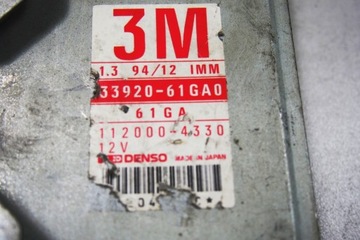 3M
1.3 94/12 IMM
33920-61GA0
61GA
112000-4330
12V
DENSO MADE IN JAPAN